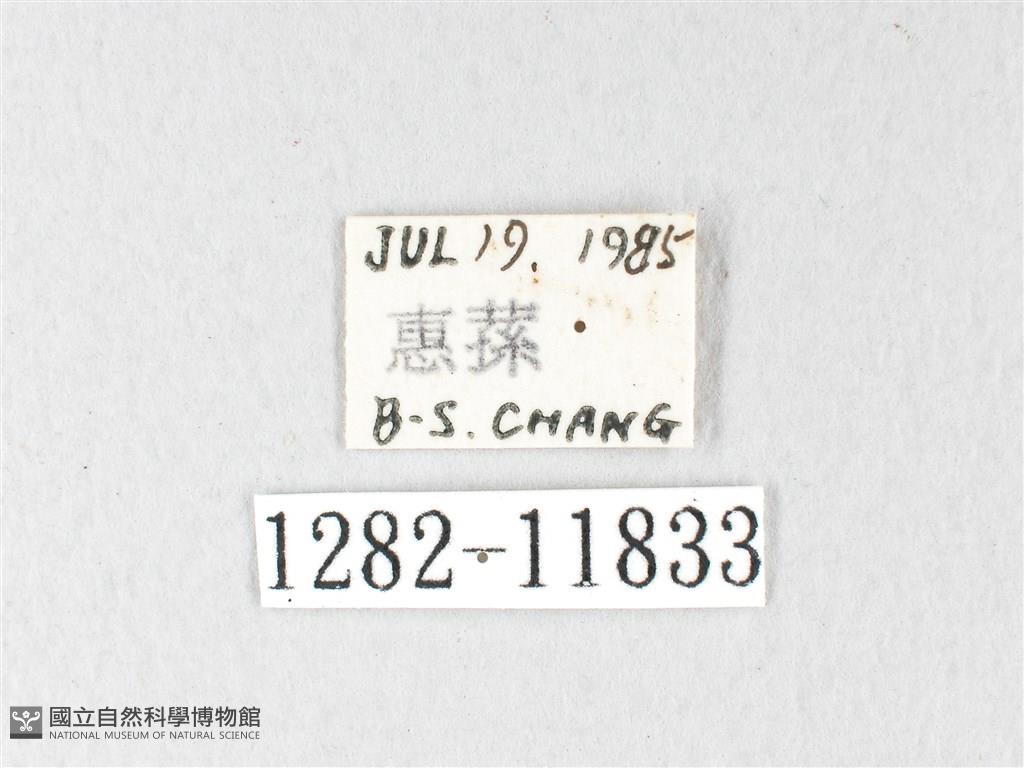 JUL 19. 1985
惠蓀
B-S. CHANG
1282-11833
國立自然科學博物館
NATIONAL MUSEUM OF NATURAL SCIENCE